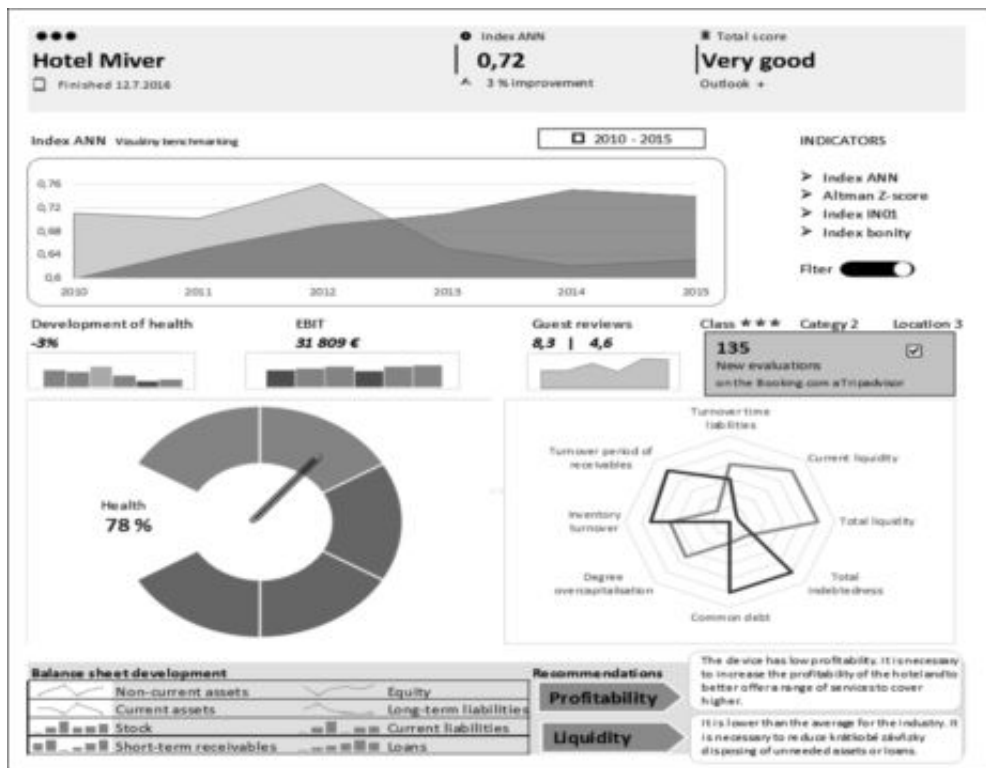 Hotel Miver
Finished 12.7.2016
Index ANN
0,72
3 % improvement
Total score
Very good
Outlook +
Index ANN
2010 - 2015
INDICATORS
Index ANN
Altman Z-score
Index IN01
Index bonity
Flter
0,76
0,72
0,68
0,64
0,6
2010
2011
2012
2013
2014
2015
Development of health
-3%
EBIT
31 809 €
Guest reviews
8,3 | 4,6
Class ★ ★ ★
Categy 2
Location 3
135
New evaluations
on the Booking.com aTripadvisor
Health
78 %
Turnover time
liabilities
Current liquidity
Total liquidity
Total
indebtedness
Common debt
Degree
overcapitalisation
Inventory
turnover
Turnover period of
receivables
Balance sheet development
Non-current assets
Equity
Current assets
Long-term liabilities
Stock
Current liabilities
Short-term receivables
Loans
Recommendations
Profitability
The device has low profitability. It is necessary
to increase the profitability of the hotel and to
better offer a range of services to cover
higher.
Liquidity
It is lower than the average for the industry. It
is necessary to reduce krátkobé závřizky
disposing of unneeded assets or loans.